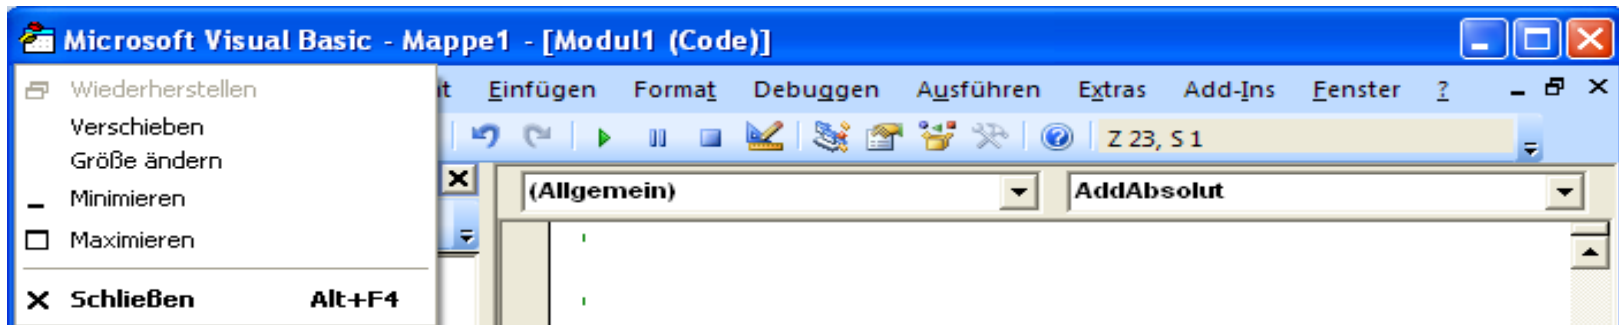 Microsoft Visual Basic - Mappe1 - [Modul1 (Code)]
Wiederherstellen
Einfügen Format Debuggen Ausführen Extras Add-Ins Fenster ?
Verschieben
Z 23, S 1
Größe ändern
Minimieren
(Allgemein) AddAbsolut
Maximieren
Schließen Alt+F4